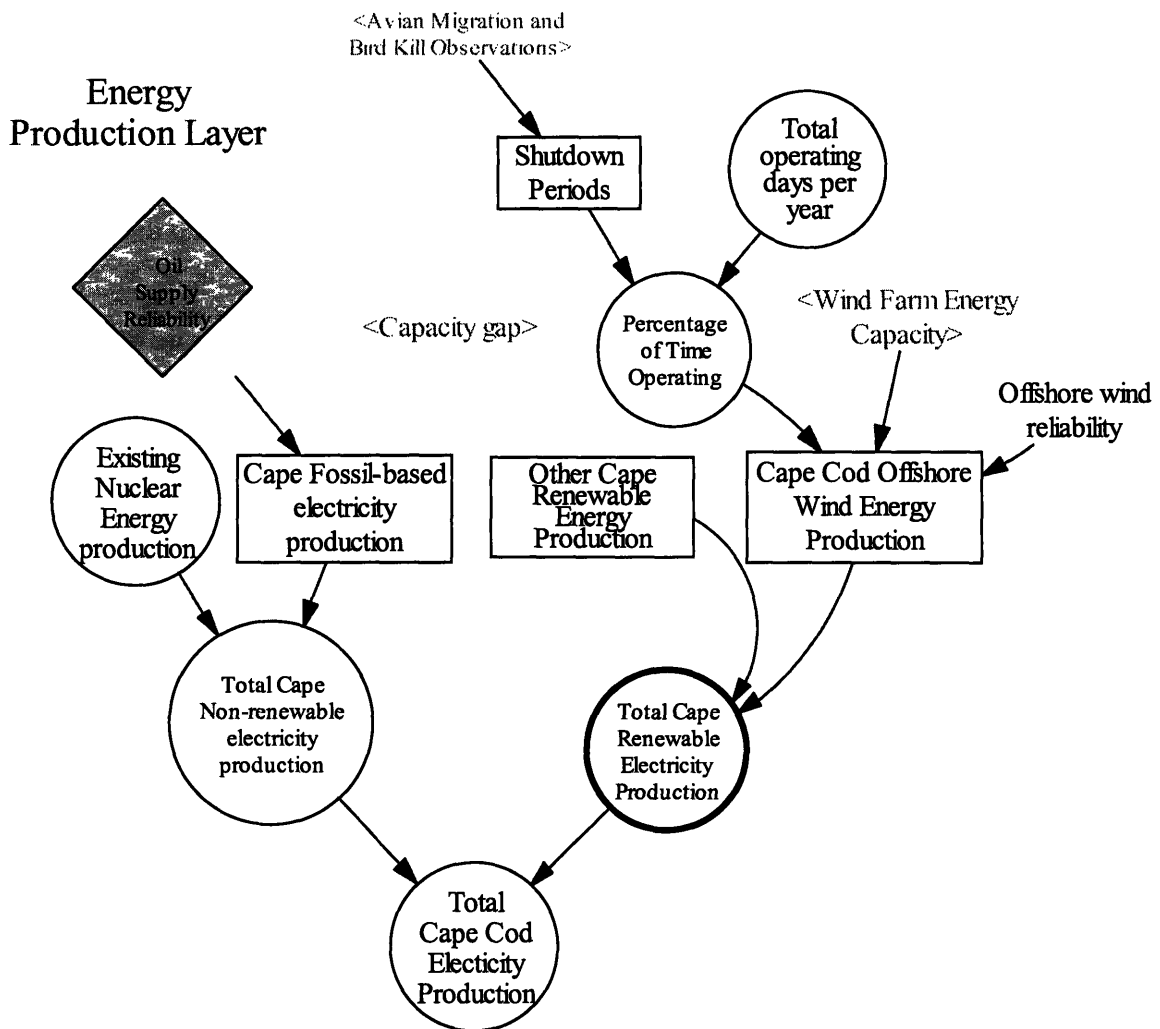 <Avian Migration and
Bird Kill Observations>
Energy
Production Layer
Shutdown
Periods
Total
operating
days per
year
Oil
Supply
Reliability
<Capacity gap>
Percentage
of Time
Operating
<Wind Farm Energy
Capacity>
Offshore wind
reliability
Existing
Nuclear
Energy
production
Cape Fossil-based
electricity
production
Other Cape
Renewable
Energy
Production
Cape Cod Offshore
Wind Energy
Production
Total Cape
Non-renewable
electricity
production
Total Cape
Renewable
Electricity
Production
Total
Cape Cod
Electicity
Production